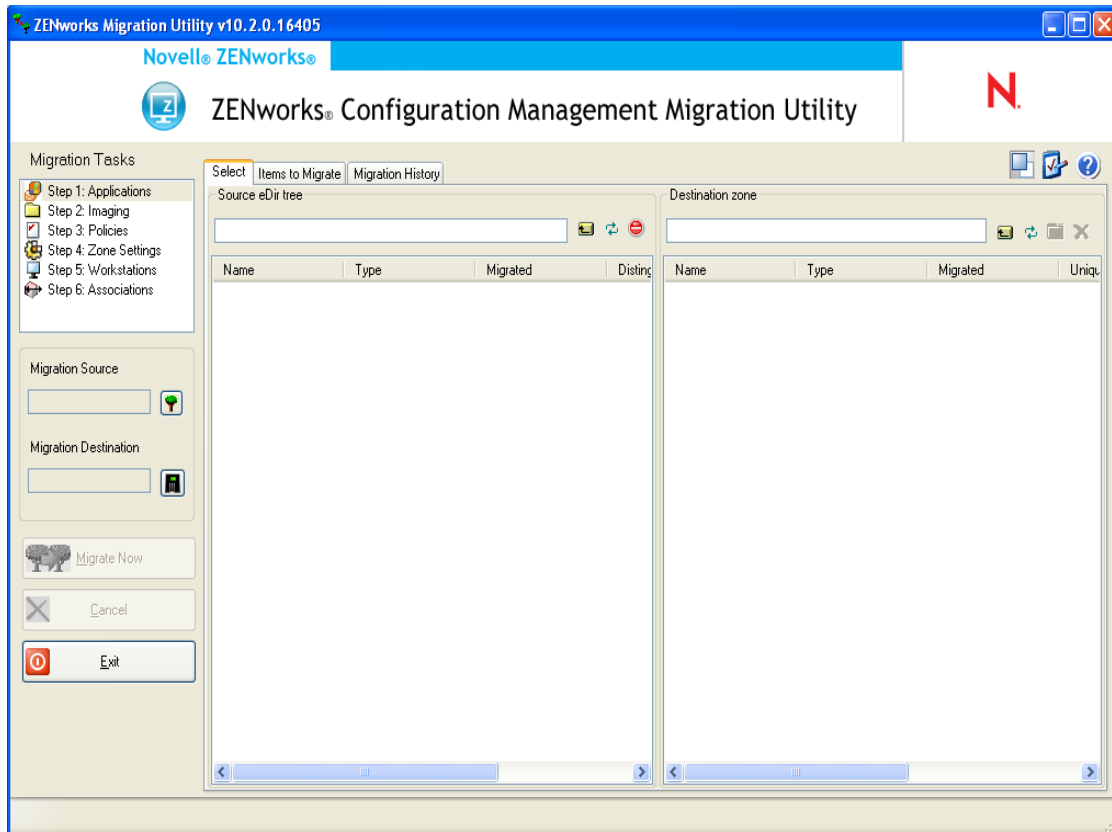 ZENworks Migration Utility v10.2.0.16405
Novell® ZENworks®
Z
ZENworks® Configuration Management Migration Utility
N.
Migration Tasks
Step 1: Applications
Step 2: Imaging
Step 3: Policies
Step 4: Zone Settings
Step 5: Workstations
Step 6: Associations
Migration Source
Migration Destination
Migrate Now
Cancel
Exit
Select Items to Migrate Migration History
Source eDir tree
Name Type Migrated Disting
Destination zone
Name Type Migrated Uniqu